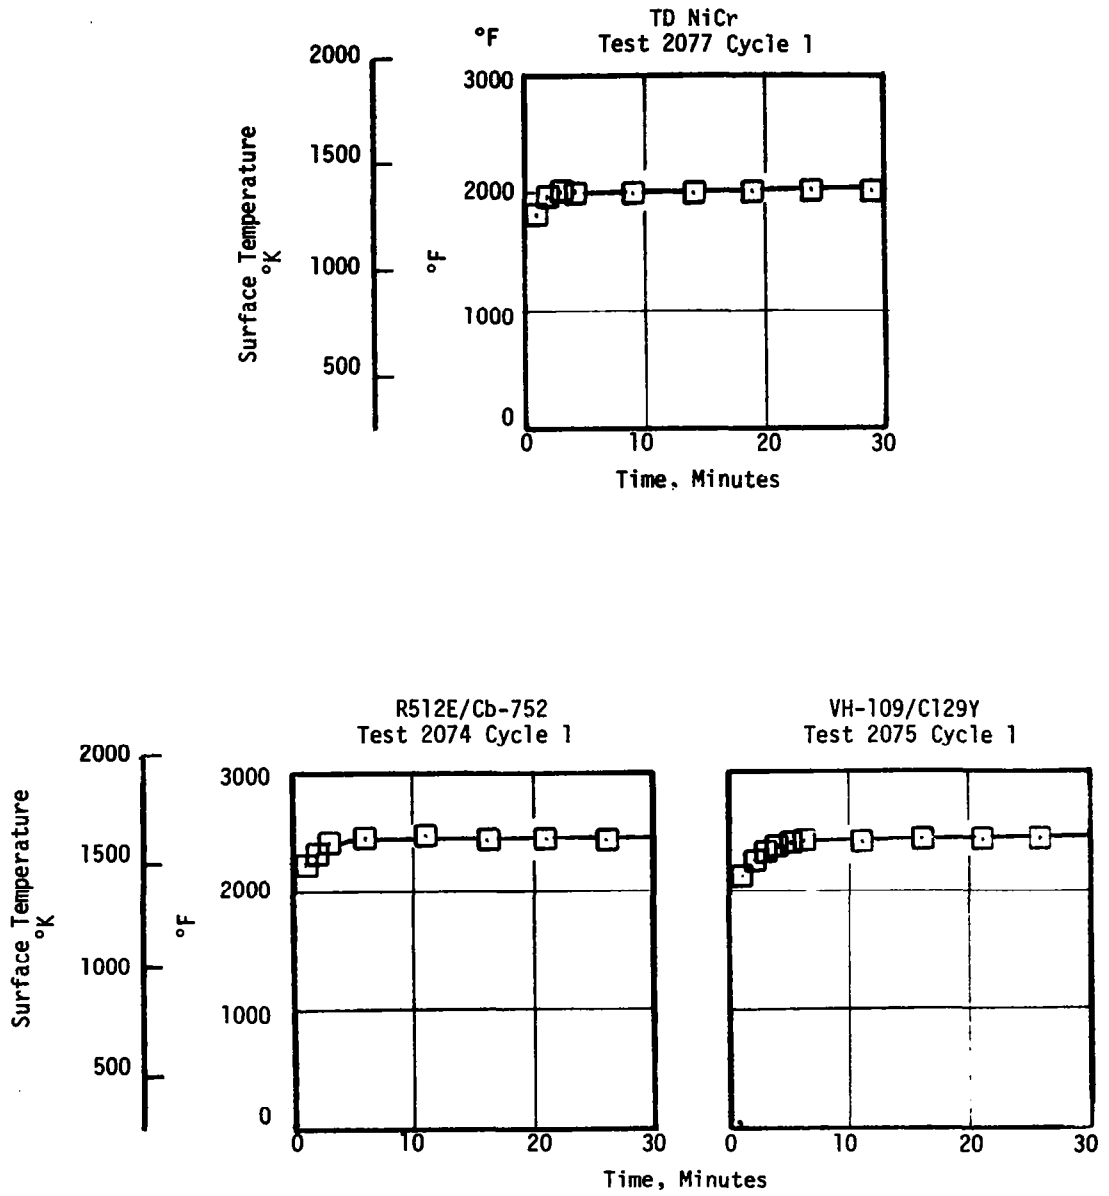 TD NiCr
Test 2077 Cycle 1
°F
2000
1500
1000
500
Surface Temperature
°K
°F
3000
2000
1000
0
0 10 20 30
Time, Minutes
R512E/Cb-752
Test 2074 Cycle 1
VH-109/C129Y
Test 2075 Cycle 1
2000
1500
1000
500
Surface Temperature
°K
°F
3000
2000
1000
0
0 10 20 30
0 10 20 30
Time, Minutes